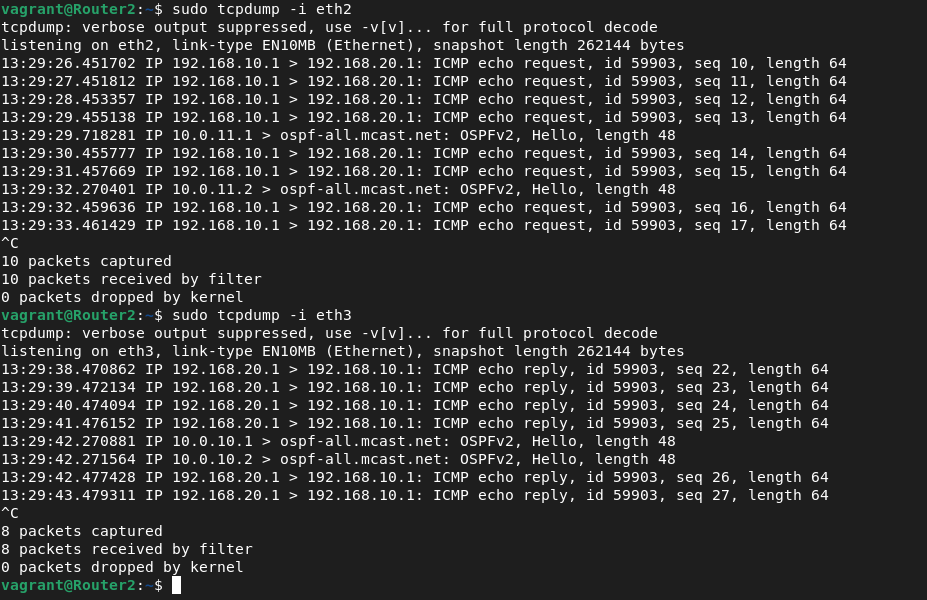 vagrant@Router2:~$ sudo tcpdump -i eth2
tcpdump: verbose output suppressed, use -v[v]... for full protocol decode
listening on eth2, link-type EN10MB (Ethernet), snapshot length 262144 bytes
13:29:26.451702 IP 192.168.10.1 > 192.168.20.1: ICMP echo request, id 59903, seq 10, length 64
13:29:27.451812 IP 192.168.10.1 > 192.168.20.1: ICMP echo request, id 59903, seq 11, length 64
13:29:28.453357 IP 192.168.10.1 > 192.168.20.1: ICMP echo request, id 59903, seq 12, length 64
13:29:29.455138 IP 192.168.10.1 > 192.168.20.1: ICMP echo request, id 59903, seq 13, length 64
13:29:29.718281 IP 10.0.11.1 > ospf-all.mcast.net: OSPFv2, Hello, length 48
13:29:30.455777 IP 192.168.10.1 > 192.168.20.1: ICMP echo request, id 59903, seq 14, length 64
13:29:31.457669 IP 192.168.10.1 > 192.168.20.1: ICMP echo request, id 59903, seq 15, length 64
13:29:32.270401 IP 10.0.11.2 > ospf-all.mcast.net: OSPFv2, Hello, length 48
13:29:32.459636 IP 192.168.10.1 > 192.168.20.1: ICMP echo request, id 59903, seq 16, length 64
13:29:33.461429 IP 192.168.10.1 > 192.168.20.1: ICMP echo request, id 59903, seq 17, length 64
^C
10 packets captured
10 packets received by filter
0 packets dropped by kernel
vagrant@Router2:~$ sudo tcpdump -i eth3
tcpdump: verbose output suppressed, use -v[v]... for full protocol decode
listening on eth3, link-type EN10MB (Ethernet), snapshot length 262144 bytes
13:29:38.470862 IP 192.168.20.1 > 192.168.10.1: ICMP echo reply, id 59903, seq 22, length 64
13:29:39.472134 IP 192.168.20.1 > 192.168.10.1: ICMP echo reply, id 59903, seq 23, length 64
13:29:40.474094 IP 192.168.20.1 > 192.168.10.1: ICMP echo reply, id 59903, seq 24, length 64
13:29:41.476152 IP 192.168.20.1 > 192.168.10.1: ICMP echo reply, id 59903, seq 25, length 64
13:29:42.270881 IP 10.0.10.1 > ospf-all.mcast.net: OSPFv2, Hello, length 48
13:29:42.271564 IP 10.0.10.2 > ospf-all.mcast.net: OSPFv2, Hello, length 48
13:29:42.477428 IP 192.168.20.1 > 192.168.10.1: ICMP echo reply, id 59903, seq 26, length 64
13:29:43.479311 IP 192.168.20.1 > 192.168.10.1: ICMP echo reply, id 59903, seq 27, length 64
^C
8 packets captured
8 packets received by filter
0 packets dropped by kernel
vagrant@Router2:~$